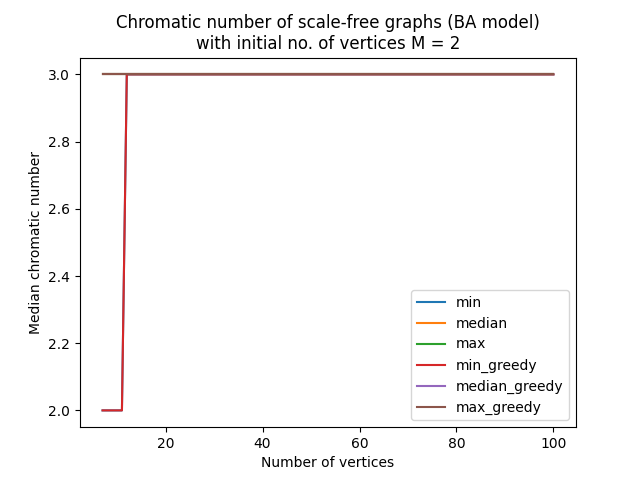 Chromatic number of scale-free graphs (BA model)
with initial no. of vertices M = 2
3.0
2.8
2.6
2.4
2.2
2.0
Median chromatic number
min
median
max
min_greedy
median_greedy
max_greedy
20
40
60
80
100
Number of vertices